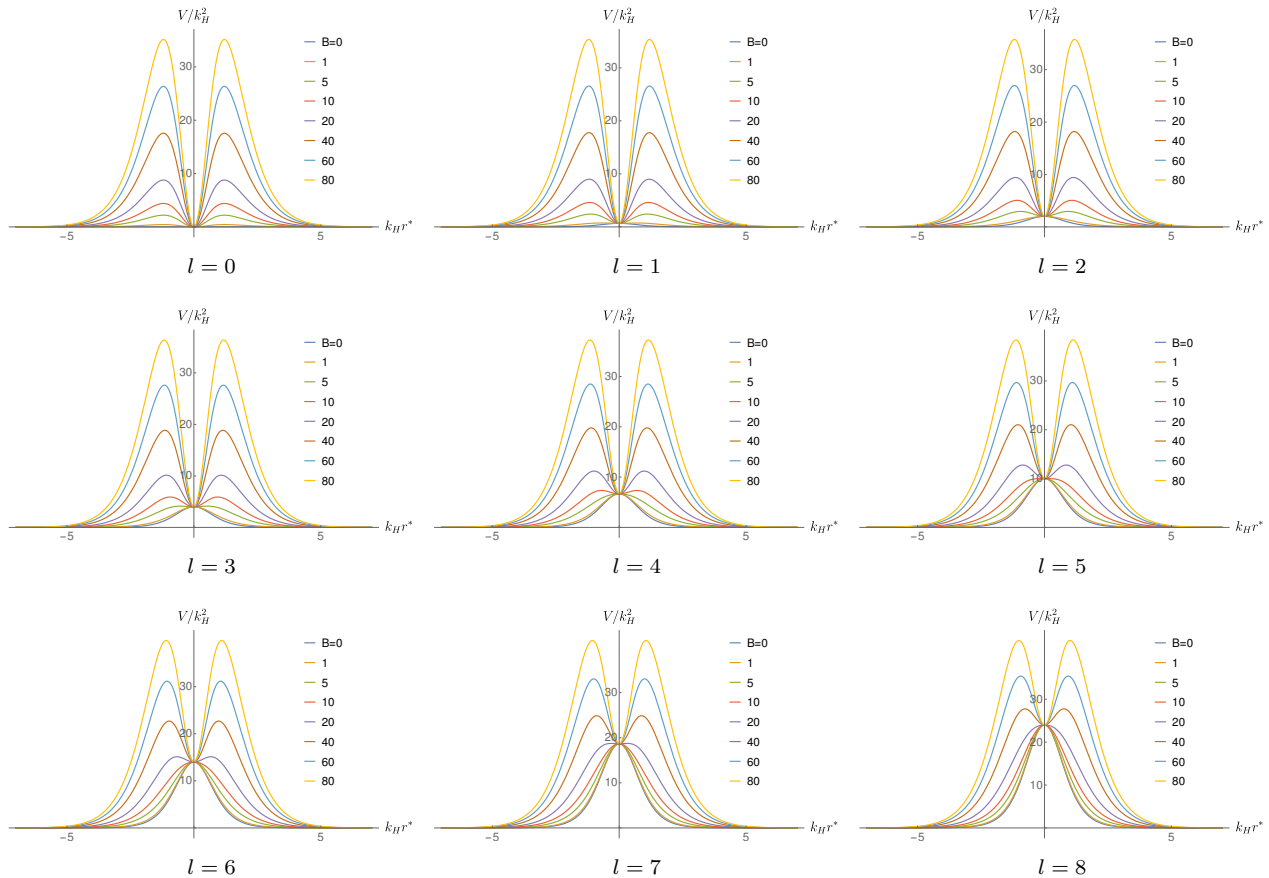 V/k_H^2 V/k_H^2 V/k_H^2
B=0 B=0 B=0
1 1 1
30 30 30
5 5 5
10 10 10
20 20 20
20 20 20
40 40 40
60 60 60
10 10 10
80 80 80
k_H r* k_H r* k_H r*
−5 5 −5 5 −5 5
l = 0 l = 1 l = 2
V/k_H^2 V/k_H^2 V/k_H^2
B=0 B=0 B=0
1 1 1
30 30 30
5 5 5
10 10 10
20 20 20
20 20 20
40 40 40
60 60 60
10 10 10
80 80 80
k_H r* k_H r* k_H r*
−5 5 −5 5 −5 5
l = 3 l = 4 l = 5
V/k_H^2 V/k_H^2 V/k_H^2
B=0 B=0 B=0
1 1 1
30 30 30
5 5 5
10 10 10
20 20 20
20 20 20
40 40 40
60 60 60
10 10 10
80 80 80
k_H r* k_H r* k_H r*
−5 5 −5 5 −5 5
l = 6 l = 7 l = 8